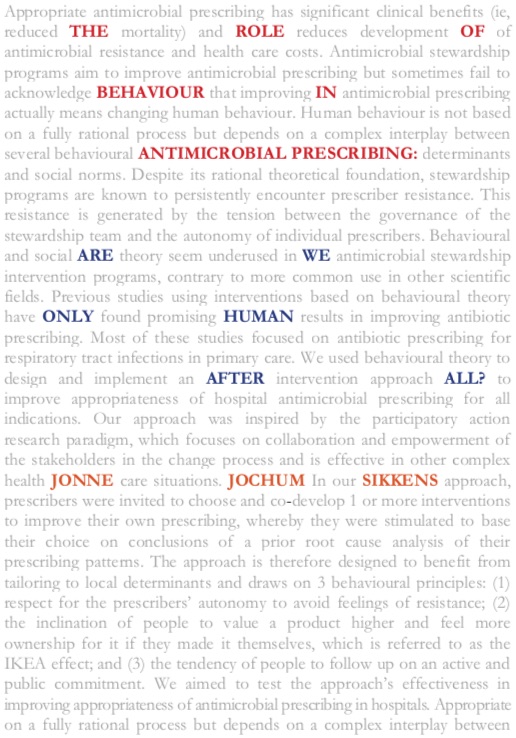 Appropriate antimicrobial prescribing has significant clinical benefits (ie,
reduced THE mortality) and ROLE reduces development OF of
antimicrobial resistance and health care costs. Antimicrobial stewardship
programs aim to improve antimicrobial prescribing but sometimes fail to
acknowledge BEHAVIOUR that improving IN antimicrobial prescribing
actually means changing human behaviour. Human behaviour is not based
on a fully rational process but depends on a complex interplay between
several behavioural ANTIMICROBIAL PRESCRIBING: determinants
and social norms. Despite its rational theoretical foundation, stewardship
programs are known to persistently encounter prescriber resistance. This
resistance is generated by the tension between the governance of the
stewardship team and the autonomy of individual prescribers. Behavioural
and social ARE theory seem underused in WE antimicrobial stewardship
intervention programs, contrary to more common use in other scientific
fields. Previous studies using interventions based on behavioural theory
have ONLY found promising HUMAN results in improving antibiotic
prescribing. Most of these studies focused on antibiotic prescribing for
respiratory tract infections in primary care. We used behavioural theory to
design and implement an AFTER intervention approach ALL? to
improve appropriateness of hospital antimicrobial prescribing for all
indications. Our approach was inspired by the participatory action
research paradigm, which focuses on collaboration and empowerment of
the stakeholders in the change process and is effective in other complex
health JONNE care situations. JOCHUM In our SIKKENS approach,
prescribers were invited to choose and co-develop 1 or more interventions
to improve their own prescribing, whereby they were stimulated to base
their choice on conclusions of a prior root cause analysis of their
prescribing patterns. The approach is therefore designed to benefit from
tailoring to local determinants and draws on 3 behavioural principles: (1)
respect for the prescribers' autonomy to avoid feelings of resistance; (2)
the inclination of people to value a product higher and feel more
ownership for it if they made it themselves, which is referred to as the
IKEA effect; and (3) the tendency of people to follow up on an active and
public commitment. We aimed to test the approach's effectiveness in
improving appropriateness of antimicrobial prescribing in hospitals. Appropriate
on a fully rational process but depends on a complex interplay between